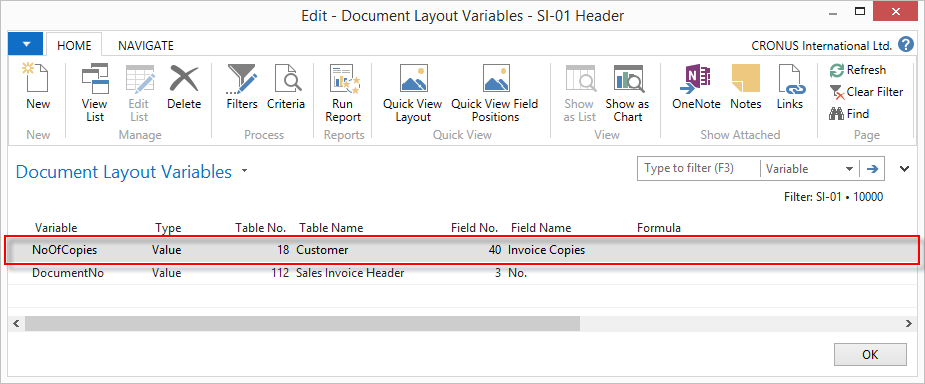 Edit - Document Layout Variables - SI-01 Header
HOME NAVIGATE CRONUS International Ltd. ?
New View List Edit List Delete Filters Criteria Run Report Quick View Layout Quick View Field Positions Show as List Show as Chart OneNote Notes Links Refresh
Clear Filter
Find
New Manage Process Reports Quick View View Show Attached Page
Document Layout Variables Type to filter (F3) Variable
Filter: SI-01 • 10000
Variable Type Table No. Table Name Field No. Field Name Formula
NoOfCopies Value 18 Customer 40 Invoice Copies
DocumentNo Value 112 Sales Invoice Header 3 No.
OK